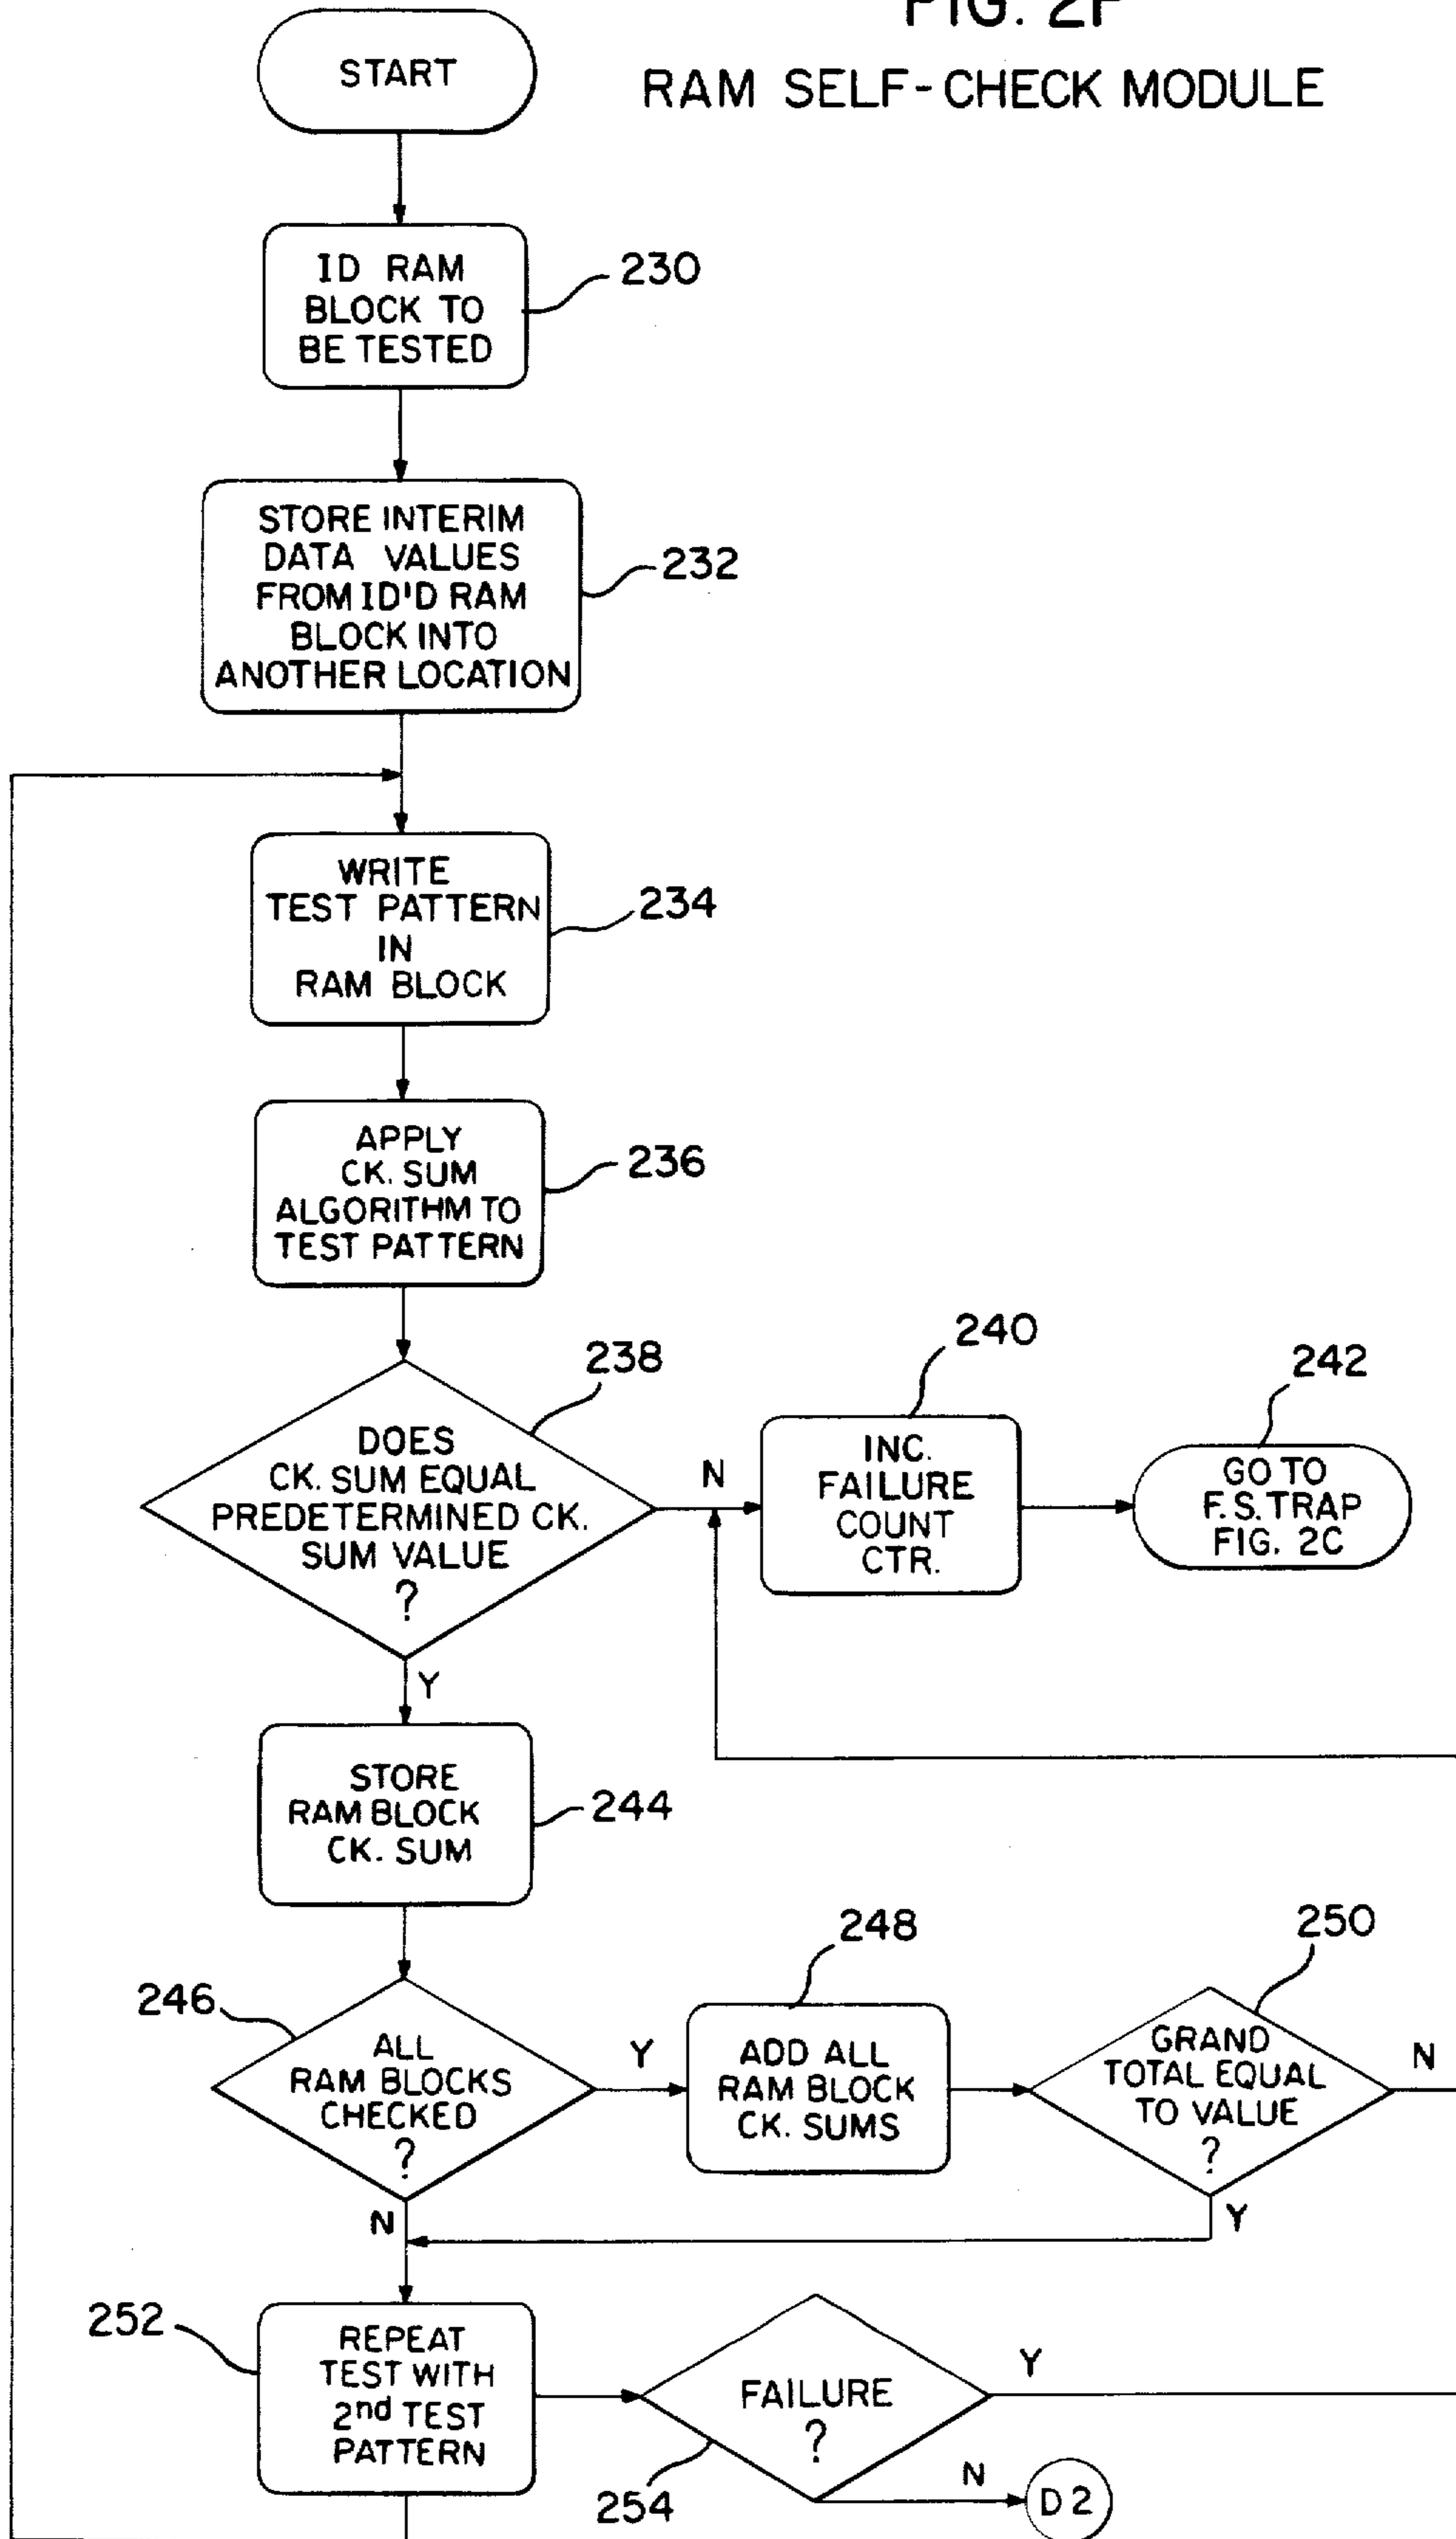 FIG. 2F
RAM SELF-CHECK MODULE
START
ID RAM
BLOCK TO
BE TESTED
230
STORE INTERIM
DATA VALUES
FROM ID'D RAM
BLOCK INTO
ANOTHER LOCATION
232
WRITE
TEST PATTERN
IN
RAM BLOCK
234
APPLY
CK. SUM
ALGORITHM TO
TEST PATTERN
236
DOES
CK. SUM EQUAL
PREDETERMINED CK.
SUM VALUE
?
238
N
INC.
FAILURE
COUNT
CTR.
240
GO TO
F.S. TRAP
FIG. 2C
242
Y
STORE
RAM BLOCK
CK. SUM
244
246
ALL
RAM BLOCKS
CHECKED
?
Y
248
ADD ALL
RAM BLOCK
CK. SUMS
250
GRAND
TOTAL EQUAL
TO VALUE
?
N
N
Y
252
REPEAT
TEST WITH
2nd TEST
PATTERN
FAILURE
?
254
Y
N
D2